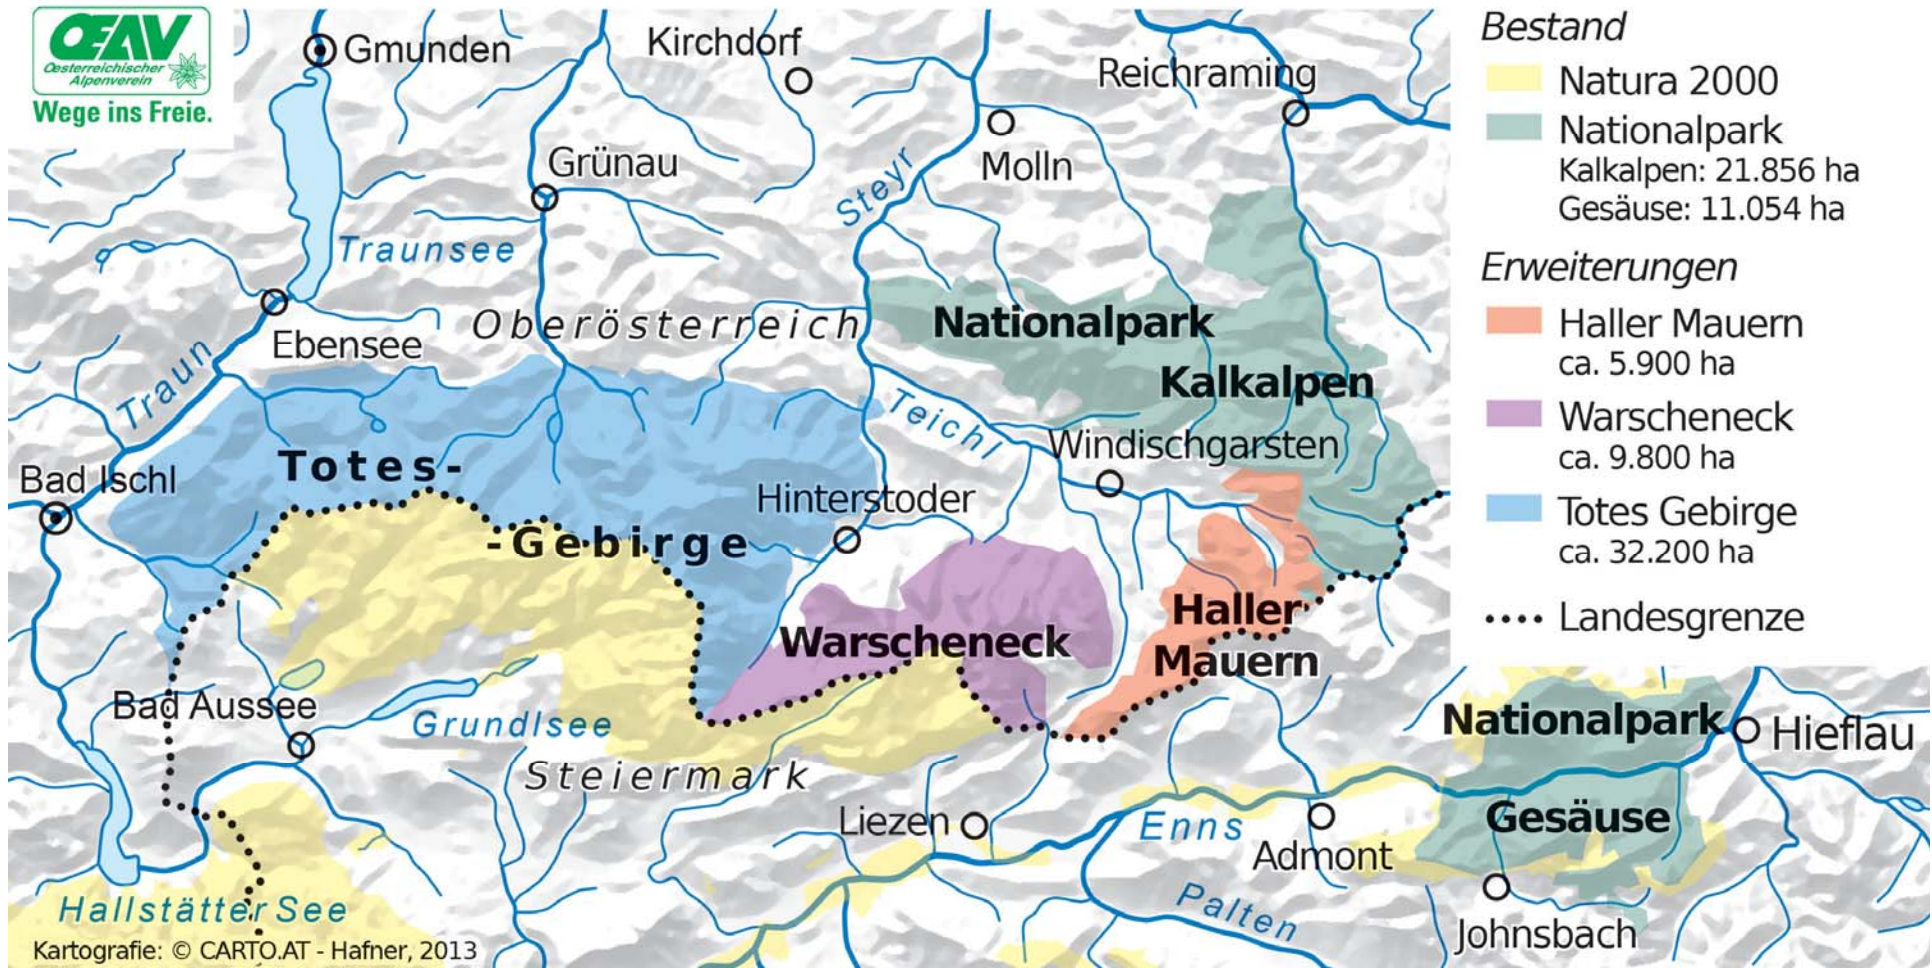 ŒAV
Oesterreichischer
Alpenverein
Wege ins Freie.
Gmunden
Kirchdorf
Reichraming
Grünau
Molln
Steyr
Traunsee
Oberösterreich
Ebensee
Traun
Nationalpark
Kalkalpen
Teichl
Windischgarsten
Bad Ischl
Totes-
-Gebirge
Hinterstoder
Haller
Mauern
Warscheneck
Bad Aussee
Grundlsee
Steiermark
Nationalpark
Gesäuse
Hieflau
Liezen
Enns
Admont
Palten
Johnsbach
Hallstätter See
Kartografie: © CARTO.AT - Hafner, 2013
Bestand
Natura 2000
Nationalpark
Kalkalpen: 21.856 ha
Gesäuse: 11.054 ha
Erweiterungen
Haller Mauern
ca. 5.900 ha
Warscheneck
ca. 9.800 ha
Totes Gebirge
ca. 32.200 ha
Landesgrenze